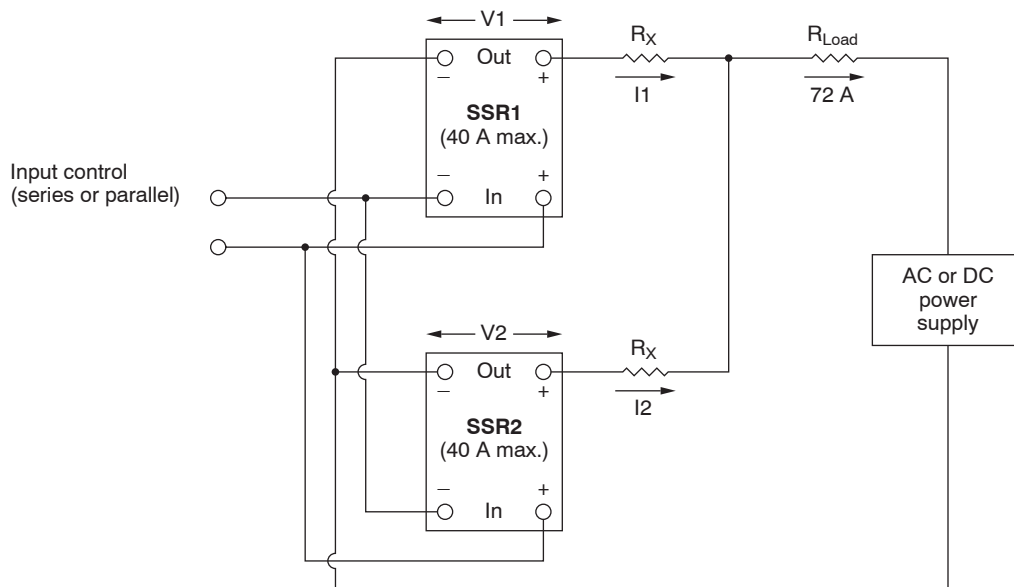 V1
Out
−
+
SSR1
(40 A max.)
−
+
In
R_X
I1
R_Load
72 A
Input control
(series or parallel)
AC or DC
power
supply
V2
Out
−
+
SSR2
(40 A max.)
−
+
In
R_X
I2